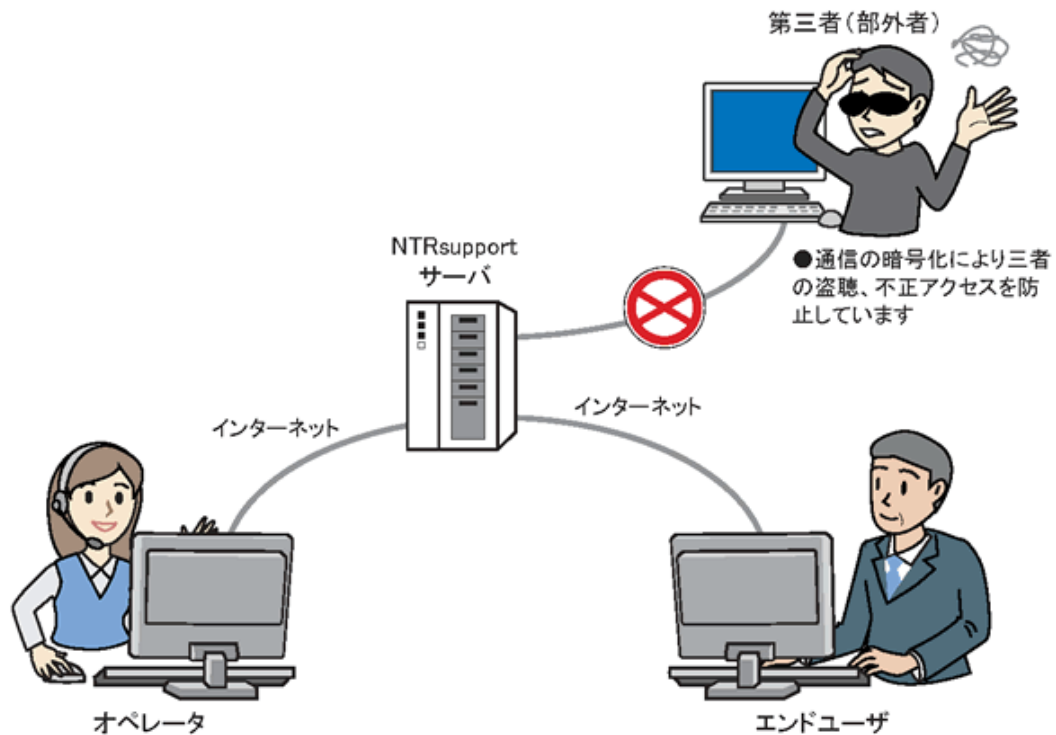 第三者（部外者）
NTRsupport
サーバ
●通信の暗号化により三者
の盗聴、不正アクセスを防
止しています
インターネット
インターネット
オペレータ
エンドユーザ